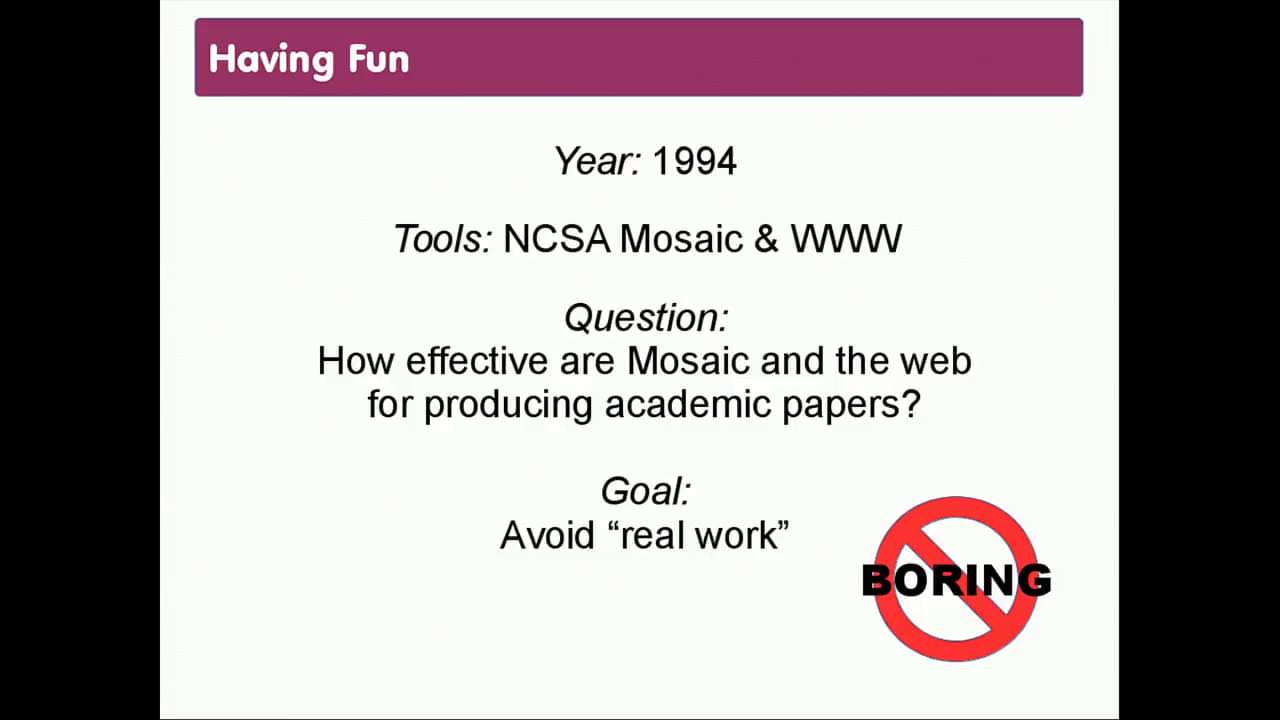 Having Fun
Year: 1994
Tools: NCSA Mosaic & WWW
Question:
How effective are Mosaic and the web
for producing academic papers?
Goal:
Avoid “real work”
BORING